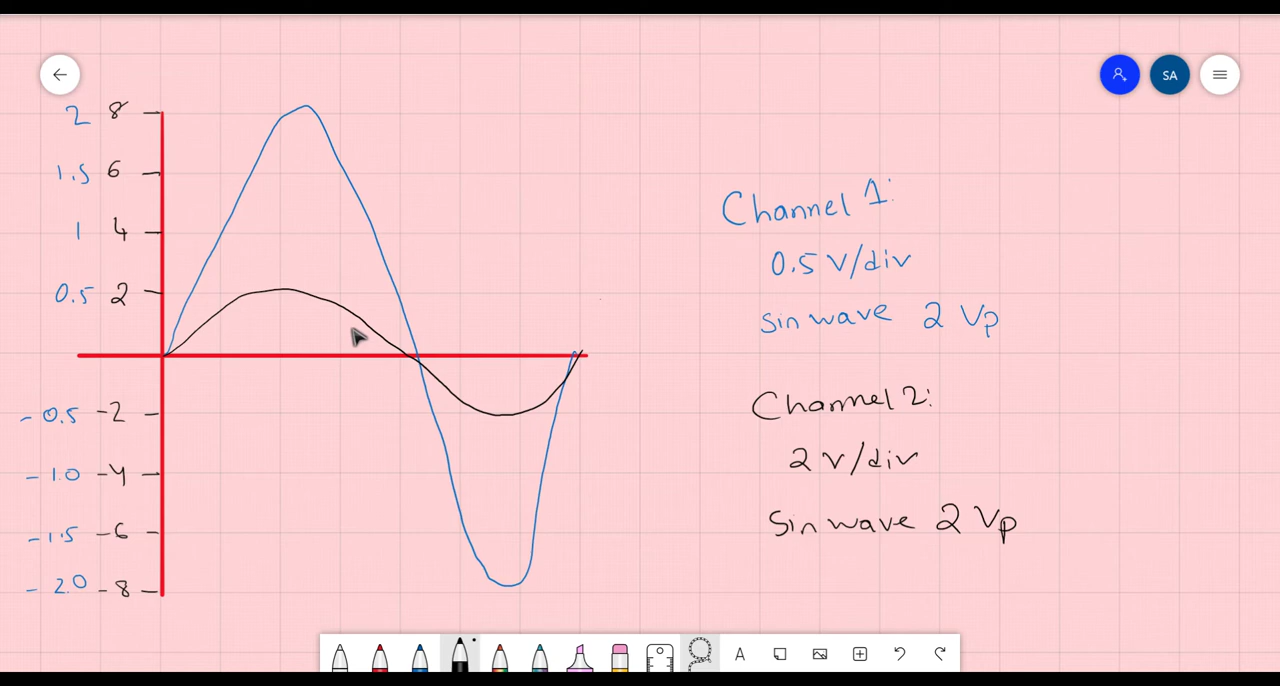 SA
2 8
1.5 6
1 4
0.5 2
- 0.5 -2
- 1.0 -4
- 1.5 -6
- 2.0 -8
Channel 1:
0.5 V/div
sin wave 2 Vp
Channel 2:
2 V/div
Sin wave 2 Vp
A